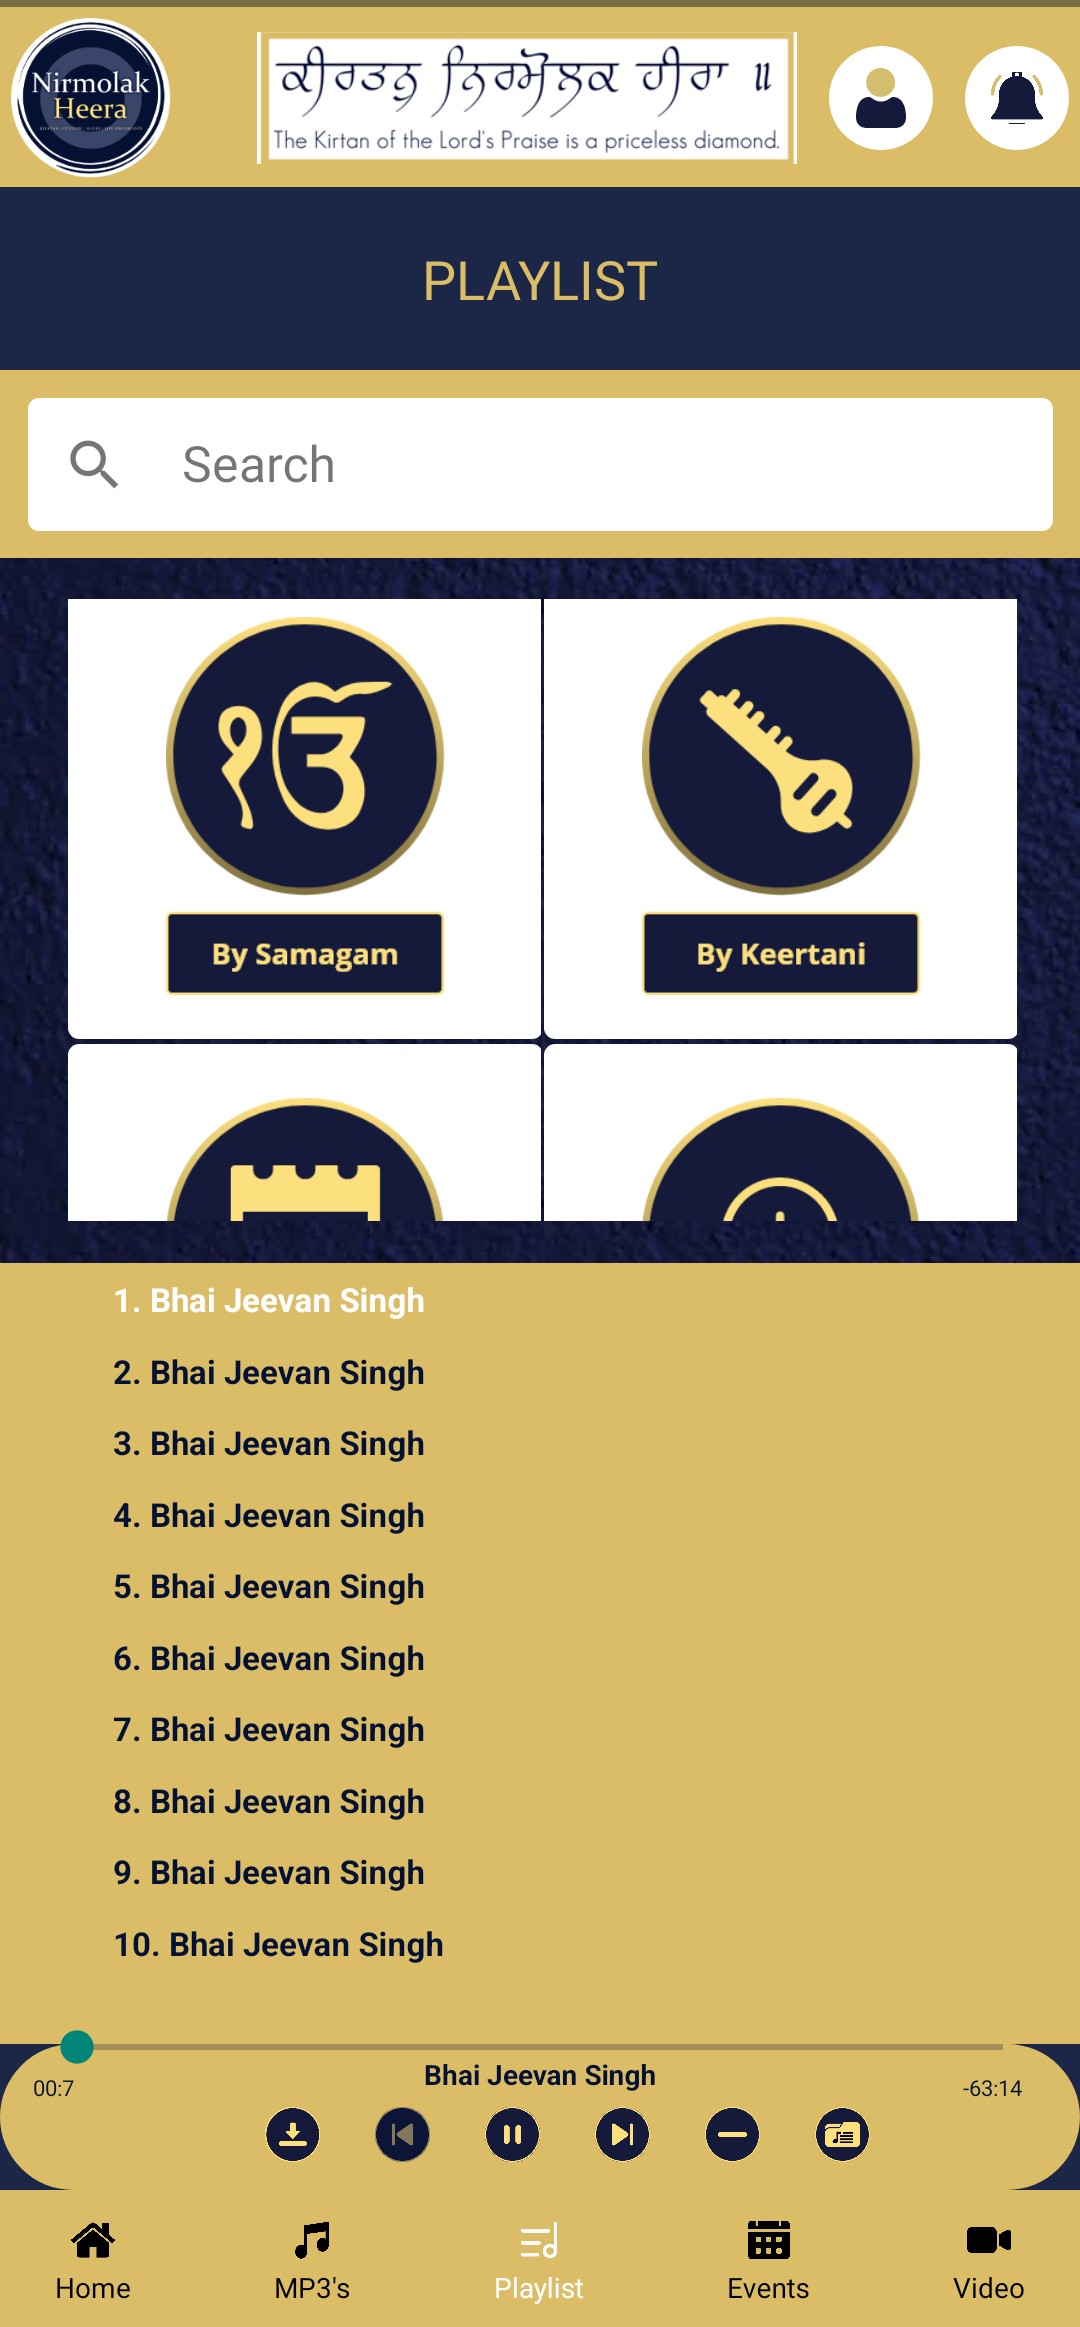 Nirmolak
Heera
ਕੀਰਤਨੁ ਨਿਰਮੋਲਕ ਹੀਰਾ ॥
The Kirtan of the Lord's Praise is a priceless diamond.
PLAYLIST
Search
ੴ
By Samagam
By Keertani
1. Bhai Jeevan Singh
2. Bhai Jeevan Singh
3. Bhai Jeevan Singh
4. Bhai Jeevan Singh
5. Bhai Jeevan Singh
6. Bhai Jeevan Singh
7. Bhai Jeevan Singh
8. Bhai Jeevan Singh
9. Bhai Jeevan Singh
10. Bhai Jeevan Singh
Bhai Jeevan Singh
00:7
-63:14
Home
MP3's
Playlist
Events
Video